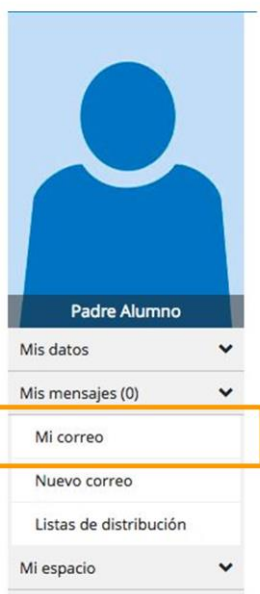 Padre Alumno
Mis datos
Mis mensajes (0)
Mi correo
Nuevo correo
Listas de distribución
Mi espacio